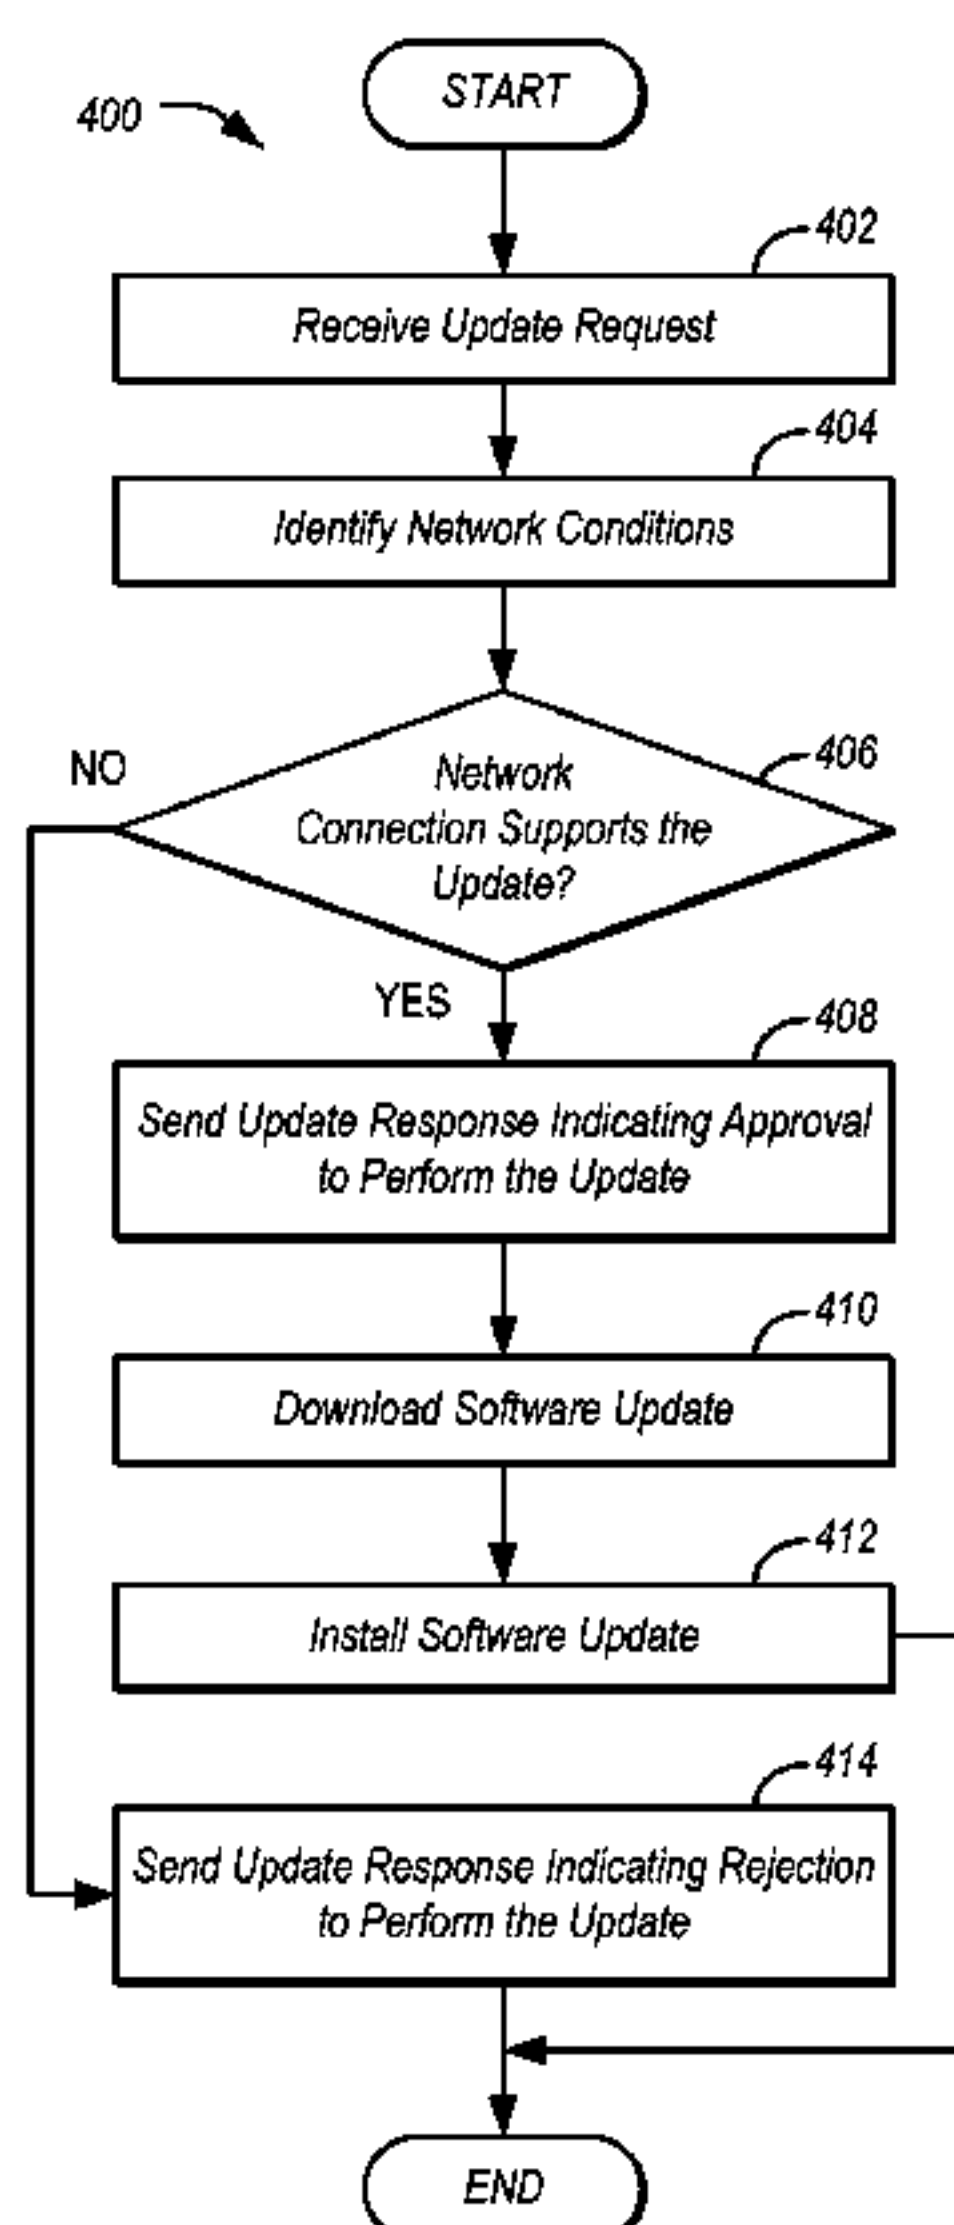 START
400
402
Receive Update Request
404
Identify Network Conditions
NO
406
Network
Connection Supports the
Update?
YES
408
Send Update Response Indicating Approval
to Perform the Update
410
Download Software Update
412
Install Software Update
414
Send Update Response Indicating Rejection
to Perform the Update
END